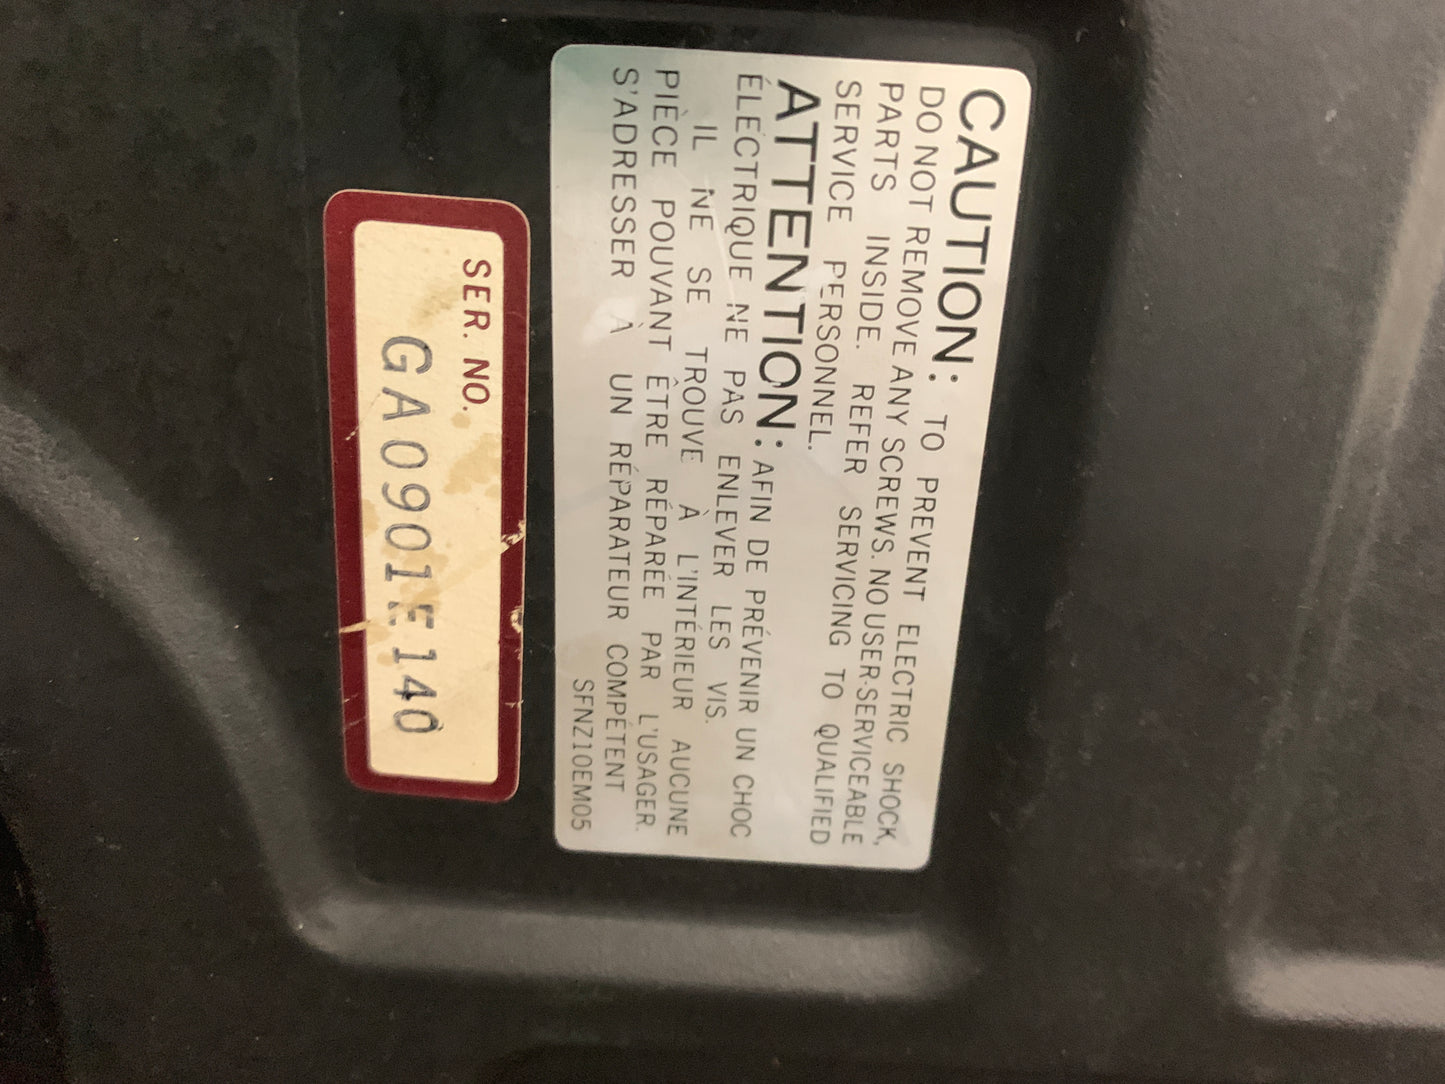 CAUTION: TO PREVENT ELECTRIC SHOCK,
DO NOT REMOVE ANY SCREWS. NO USER-SERVICEABLE
PARTS INSIDE. REFER SERVICING TO QUALIFIED
SERVICE PERSONNEL.
ATTENTION: AFIN DE PRÉVENIR UN CHOC
ÉLECTRIQUE NE PAS ENLEVER LES VIS.
IL NE SE TROUVE À L'INTÉRIEUR AUCUNE
PIÈCE POUVANT ÊTRE RÉPARÉE PAR L'USAGER.
S'ADRESSER À UN RÉPARATEUR COMPÉTENT
SFNZ10EM05
SER. NO.
GA0901E140